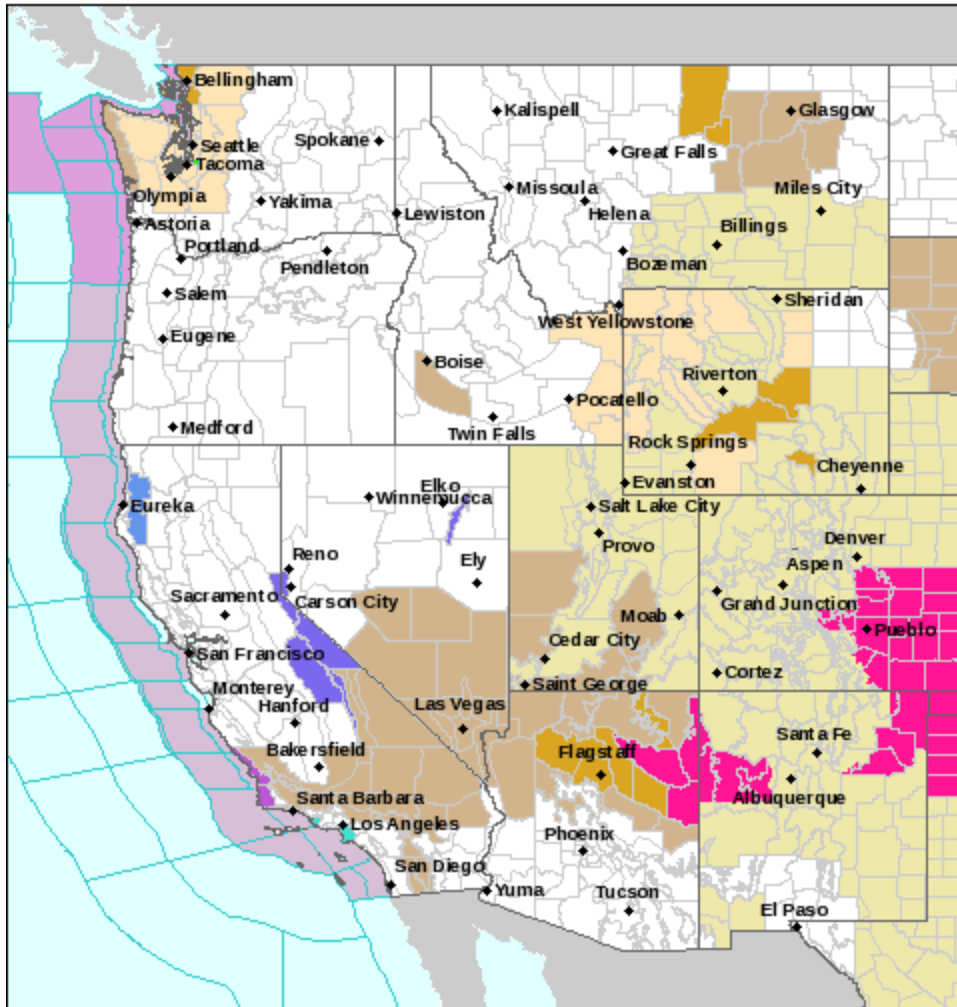 Bellingham
Kalispell
Glasgow
Spokane
Seattle
Great Falls
Tacoma
Missoula
Miles City
Olympia
Yakima
Helena
Lewiston
Astoria
Billings
Portland
Pendleton
Bozeman
Salem
Sheridan
West Yellowstone
Eugene
Boise
Riverton
Pocatello
Medford
Twin Falls
Rock Springs
Cheyenne
Elko
Evanston
Winnemucca
Eureka
Salt Lake City
Provo
Denver
Reno
Ely
Aspen
Sacramento
Carson City
Grand Junction
Moab
Pueblo
San Francisco
Cedar City
Cortez
Saint George
Monterey
Hanford
Las Vegas
Bakersfield
Flagstaff
Santa Fe
Santa Barbara
Albuquerque
Los Angeles
Phoenix
San Diego
Yuma
Tucson
El Paso